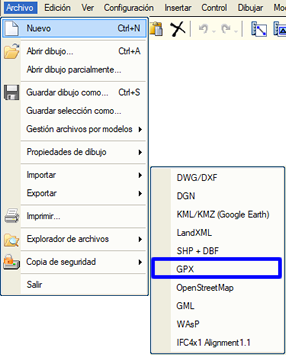 Archivo Edición Ver Configuración Insertar Control Dibujar
Nuevo Ctrl+N
Abrir dibujo... Ctrl+A
Abrir dibujo parcialmente...
Guardar dibujo como... Ctrl+S
Guardar selección como...
Gestión archivos por modelos
Propiedades de dibujo
Importar
Exportar
Imprimir...
Explorador de archivos
Copia de seguridad
Salir
DWG/DXF
DGN
KML/KMZ (Google Earth)
LandXML
SHP + DBF
GPX
OpenStreetMap
GML
WAsP
IFC4x1 Alignment1.1